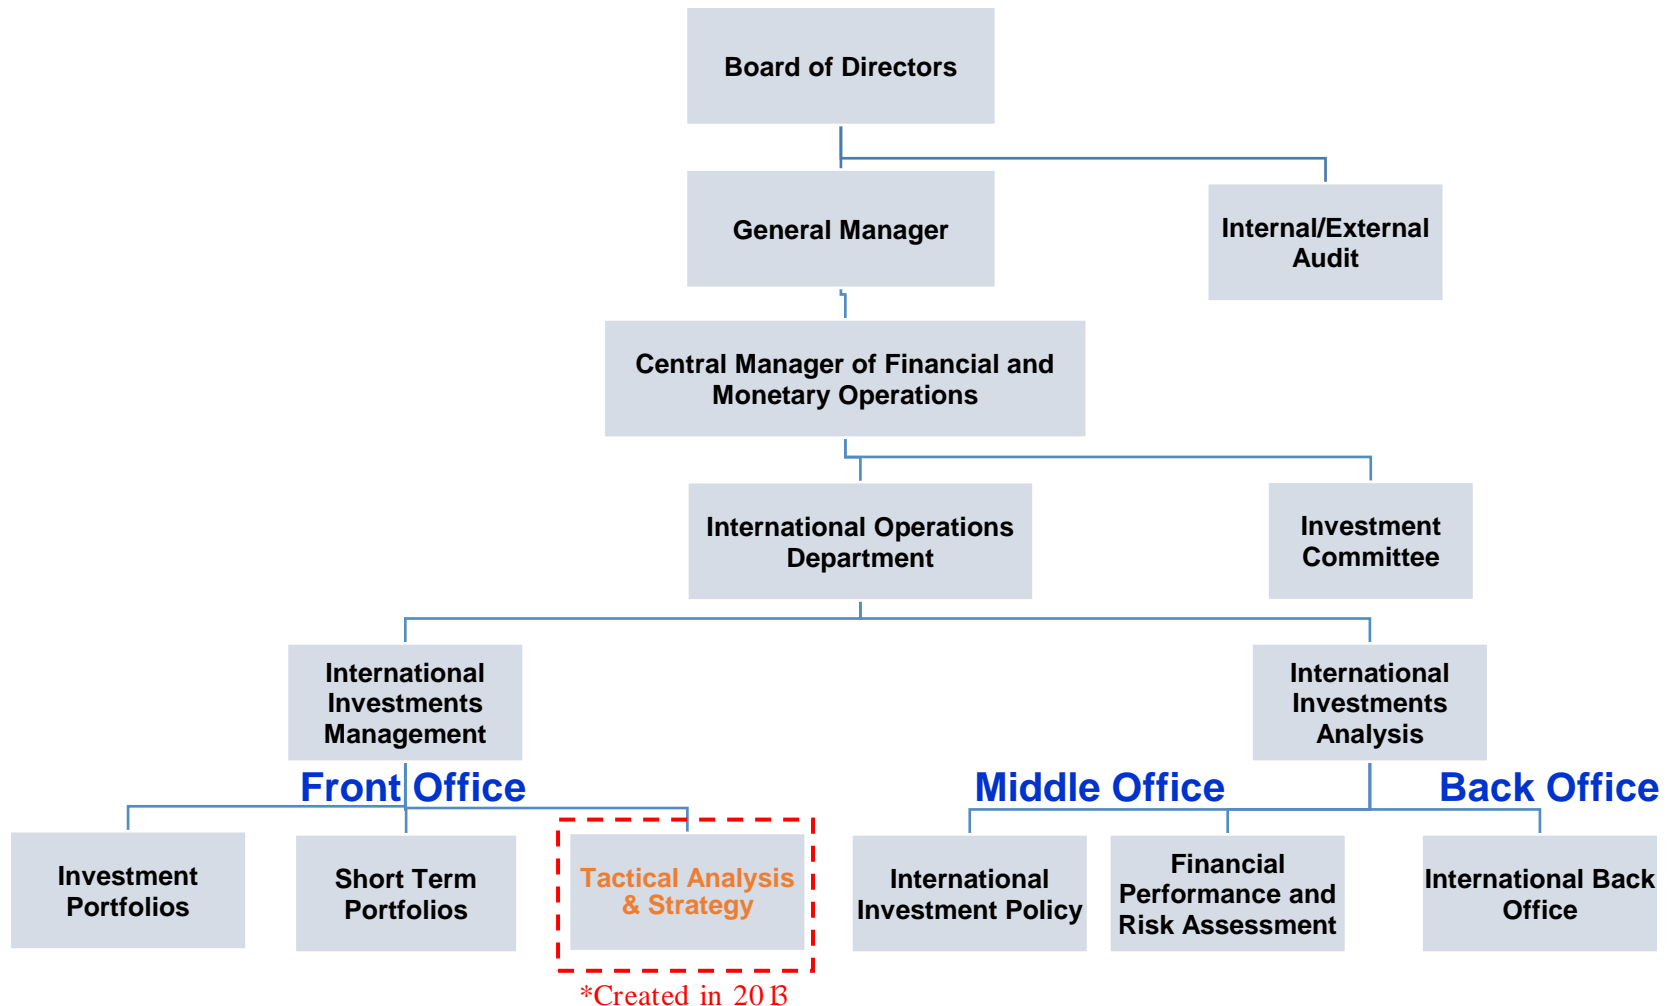 Board of Directors
General Manager
Internal/External
Audit
Central Manager of Financial and
Monetary Operations
International Operations
Department
Investment
Committee
International
Investments
Management
International
Investments
Analysis
Front Office
Middle Office
Back Office
Investment
Portfolios
Short Term
Portfolios
Tactical Analysis
& Strategy
International
Investment Policy
Financial
Performance and
Risk Assessment
International Back
Office
*Created in 2013